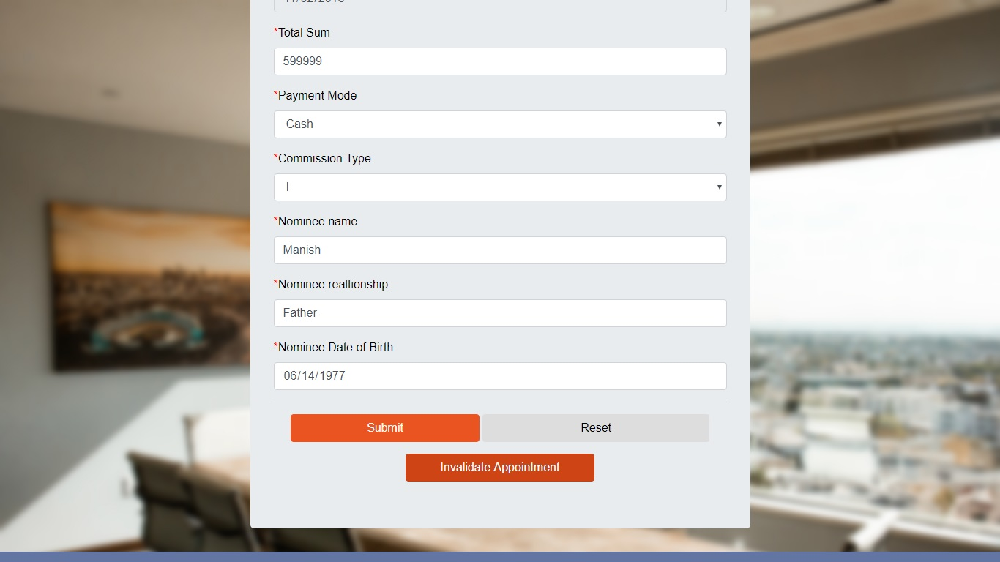 *Total Sum
599999
*Payment Mode
Cash
*Commission Type
I
*Nominee name
Manish
*Nominee realtionship
Father
*Nominee Date of Birth
06/14/1977
Submit
Reset
Invalidate Appointment